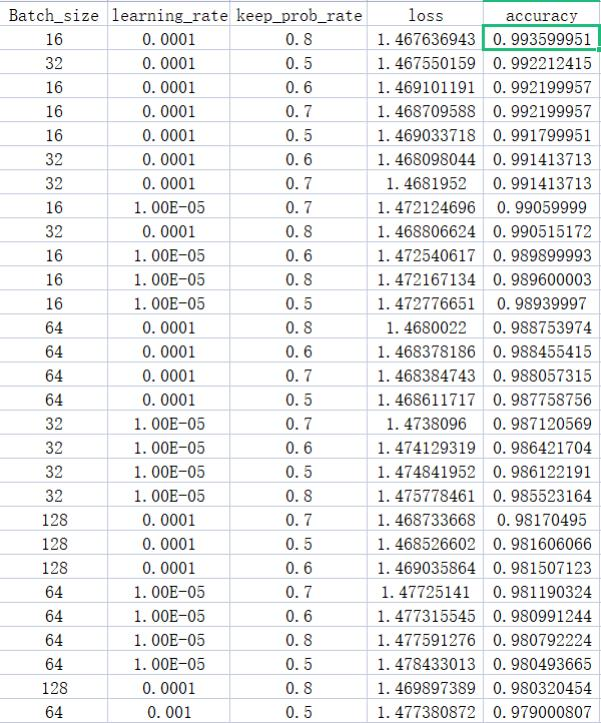 Batch_size learning_rate keep_prob_rate loss accuracy
16 0.0001 0.8 1.467636943 0.993599951
32 0.0001 0.5 1.467550159 0.992212415
16 0.0001 0.6 1.469101191 0.992199957
16 0.0001 0.7 1.468709588 0.992199957
16 0.0001 0.5 1.469033718 0.991799951
32 0.0001 0.6 1.468098044 0.991413713
32 0.0001 0.7 1.4681952 0.991413713
16 1.00E-05 0.7 1.472124696 0.99059999
32 0.0001 0.8 1.468806624 0.990515172
16 1.00E-05 0.6 1.472540617 0.989899993
16 1.00E-05 0.8 1.472167134 0.989600003
16 1.00E-05 0.5 1.472776651 0.98939997
64 0.0001 0.8 1.4680022 0.988753974
64 0.0001 0.6 1.468378186 0.988455415
64 0.0001 0.7 1.468384743 0.988057315
64 0.0001 0.5 1.468611717 0.987758756
32 1.00E-05 0.7 1.4738096 0.987120569
32 1.00E-05 0.6 1.474129319 0.986421704
32 1.00E-05 0.5 1.474841952 0.986122191
32 1.00E-05 0.8 1.475778461 0.985523164
128 0.0001 0.7 1.468733668 0.98170495
128 0.0001 0.5 1.468526602 0.981606066
128 0.0001 0.6 1.469035864 0.981507123
64 1.00E-05 0.7 1.47725141 0.981190324
64 1.00E-05 0.6 1.477315545 0.980991244
64 1.00E-05 0.8 1.477591276 0.980792224
64 1.00E-05 0.5 1.478433013 0.980493665
128 0.0001 0.8 1.469897389 0.980320454
64 0.001 0.5 1.477380872 0.979000807